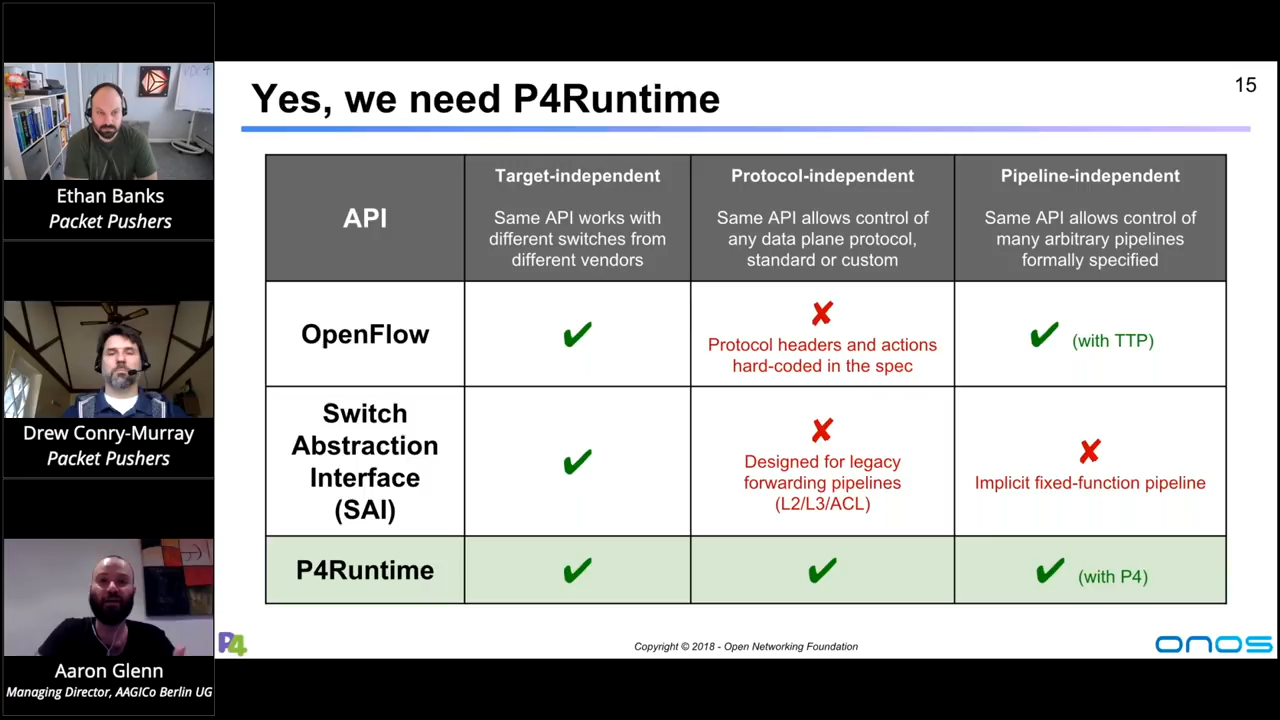 Ethan Banks
Packet Pushers
Drew Conry-Murray
Packet Pushers
Aaron Glenn
Managing Director, AAGICo Berlin UG
15
Yes, we need P4Runtime
API
Target-independent
Same API works with
different switches from
different vendors
Protocol-independent
Same API allows control of
any data plane protocol,
standard or custom
Pipeline-independent
Same API allows control of
many arbitrary pipelines
formally specified
OpenFlow
✔
✘
Protocol headers and actions
hard-coded in the spec
✔ (with TTP)
Switch
Abstraction
Interface
(SAI)
✔
✘
Designed for legacy
forwarding pipelines
(L2/L3/ACL)
✘
Implicit fixed-function pipeline
P4Runtime
✔
✔
✔ (with P4)
P4
Copyright © 2018 - Open Networking Foundation
onos